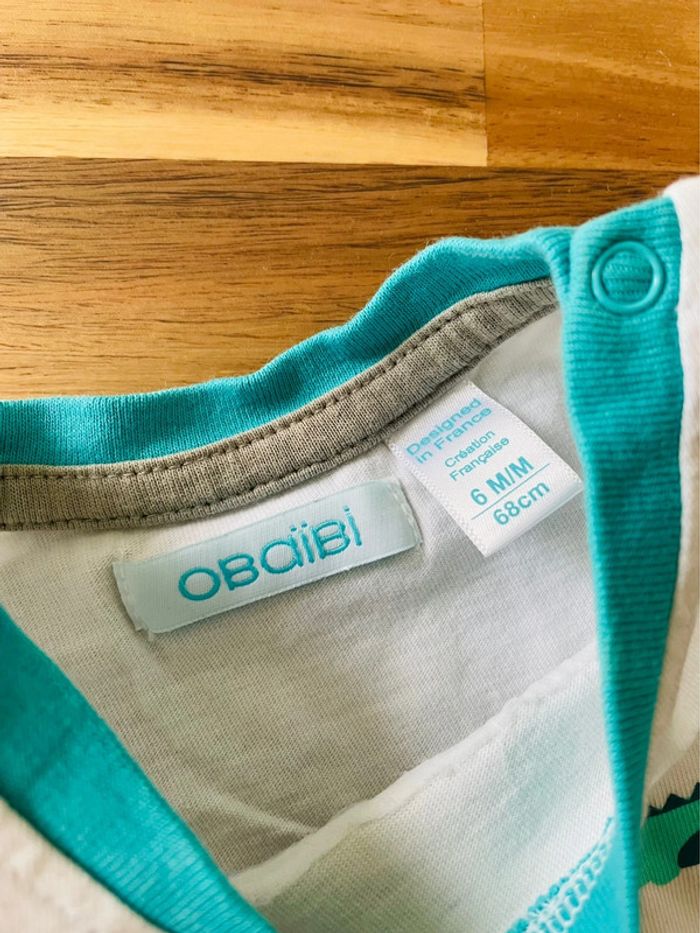 OBaïBi
Designed
in France
Création
Française
6 M/M
68cm